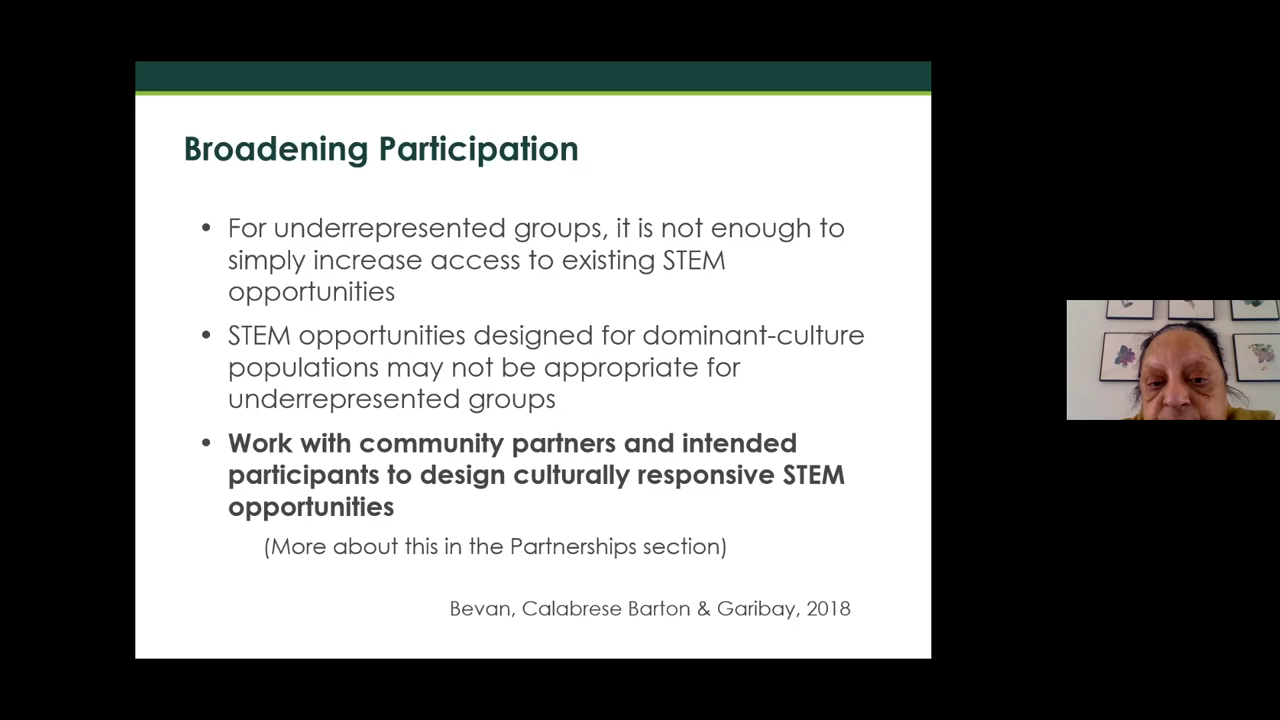 Broadening Participation
• For underrepresented groups, it is not enough to
simply increase access to existing STEM
opportunities
• STEM opportunities designed for dominant-culture
populations may not be appropriate for
underrepresented groups
• Work with community partners and intended
participants to design culturally responsive STEM
opportunities
(More about this in the Partnerships section)
Bevan, Calabrese Barton & Garibay, 2018